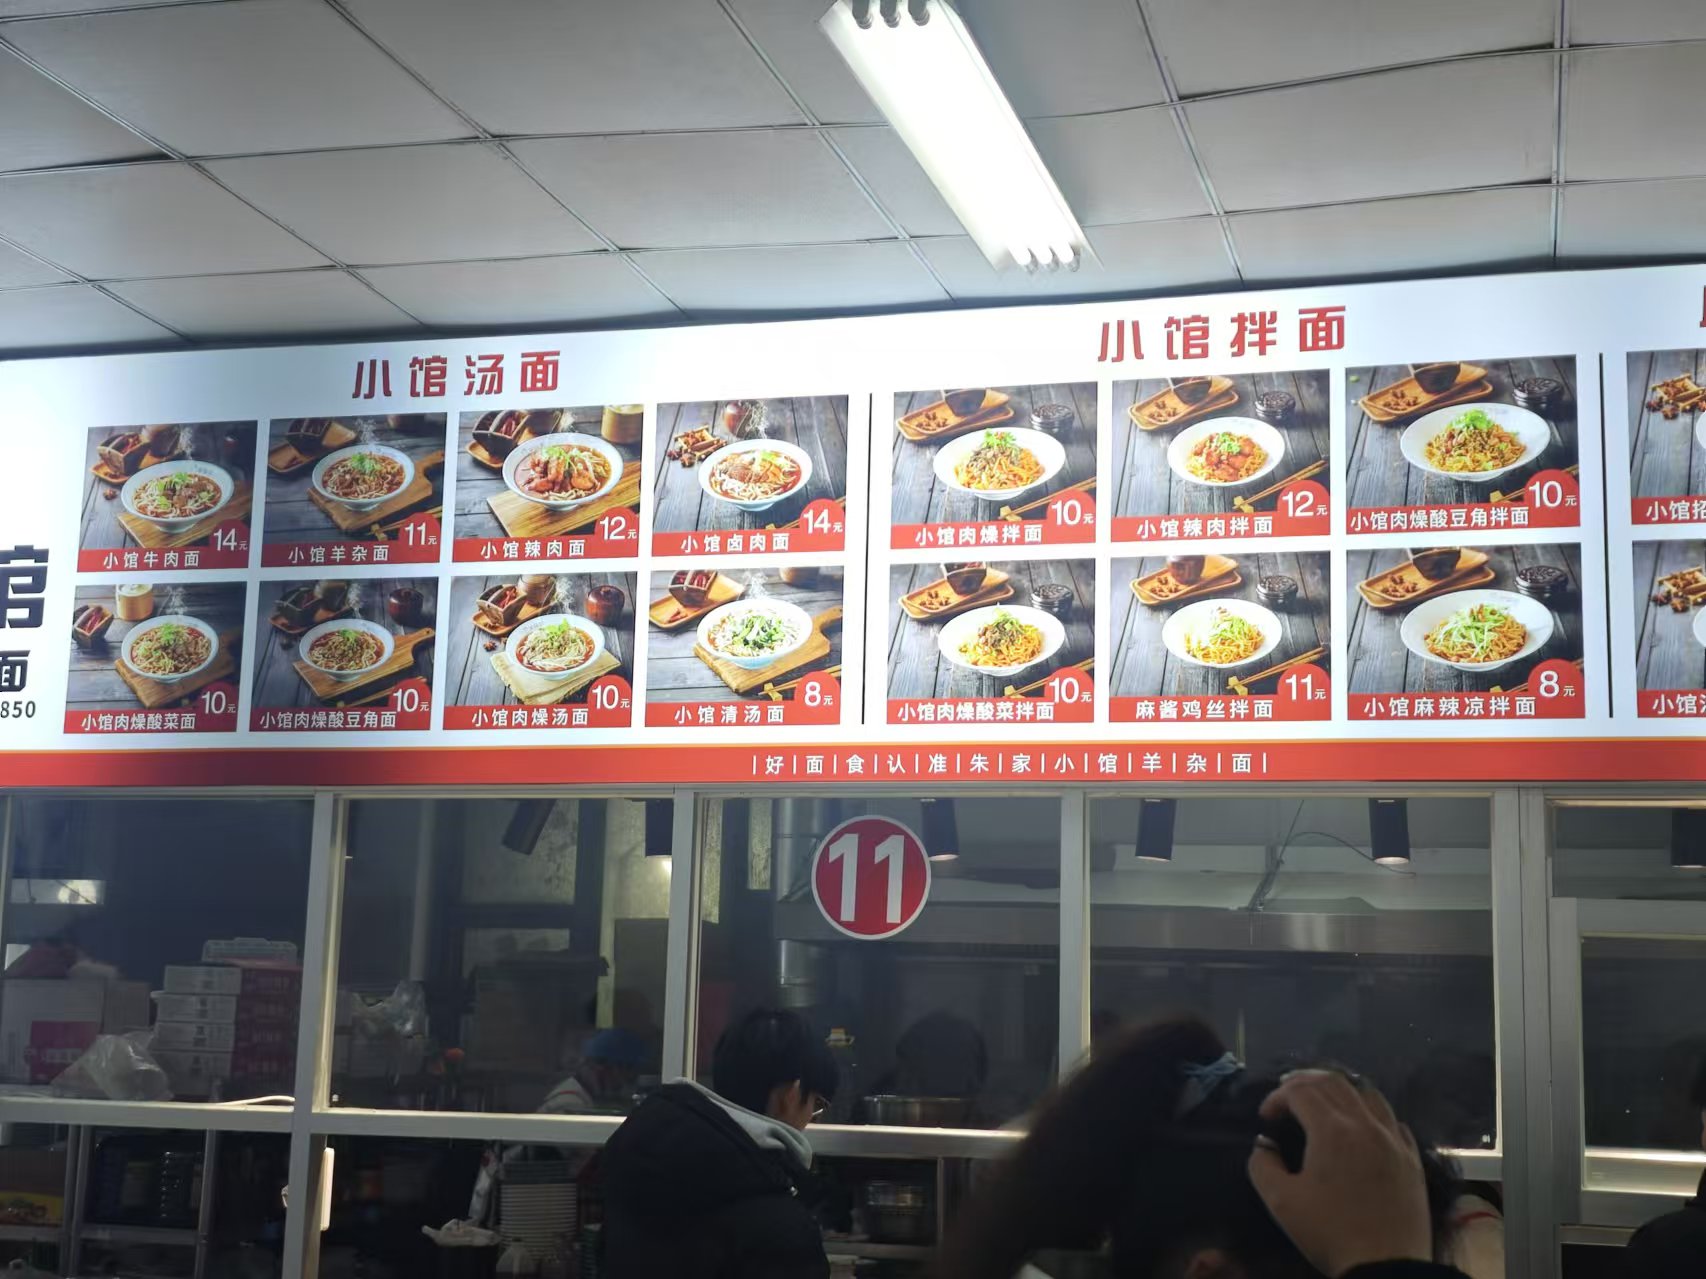 小馆汤面
小馆拌面
小馆牛肉面 14元
小馆羊杂面 11元
小馆辣肉面 12元
小馆卤肉面 14元
小馆肉燥拌面 10元
小馆辣肉拌面 12元
小馆肉燥酸豆角拌面 10元
小馆招
小馆肉燥酸菜面 10元
小馆肉燥酸豆角面 10元
小馆肉燥汤面 10元
小馆清汤面 8元
小馆肉燥酸菜拌面 10元
麻酱鸡丝拌面 11元
小馆麻辣凉拌面 8元
小馆
馆
面
850
|好|面|食|认|准|朱|家|小|馆|羊|杂|面|
11